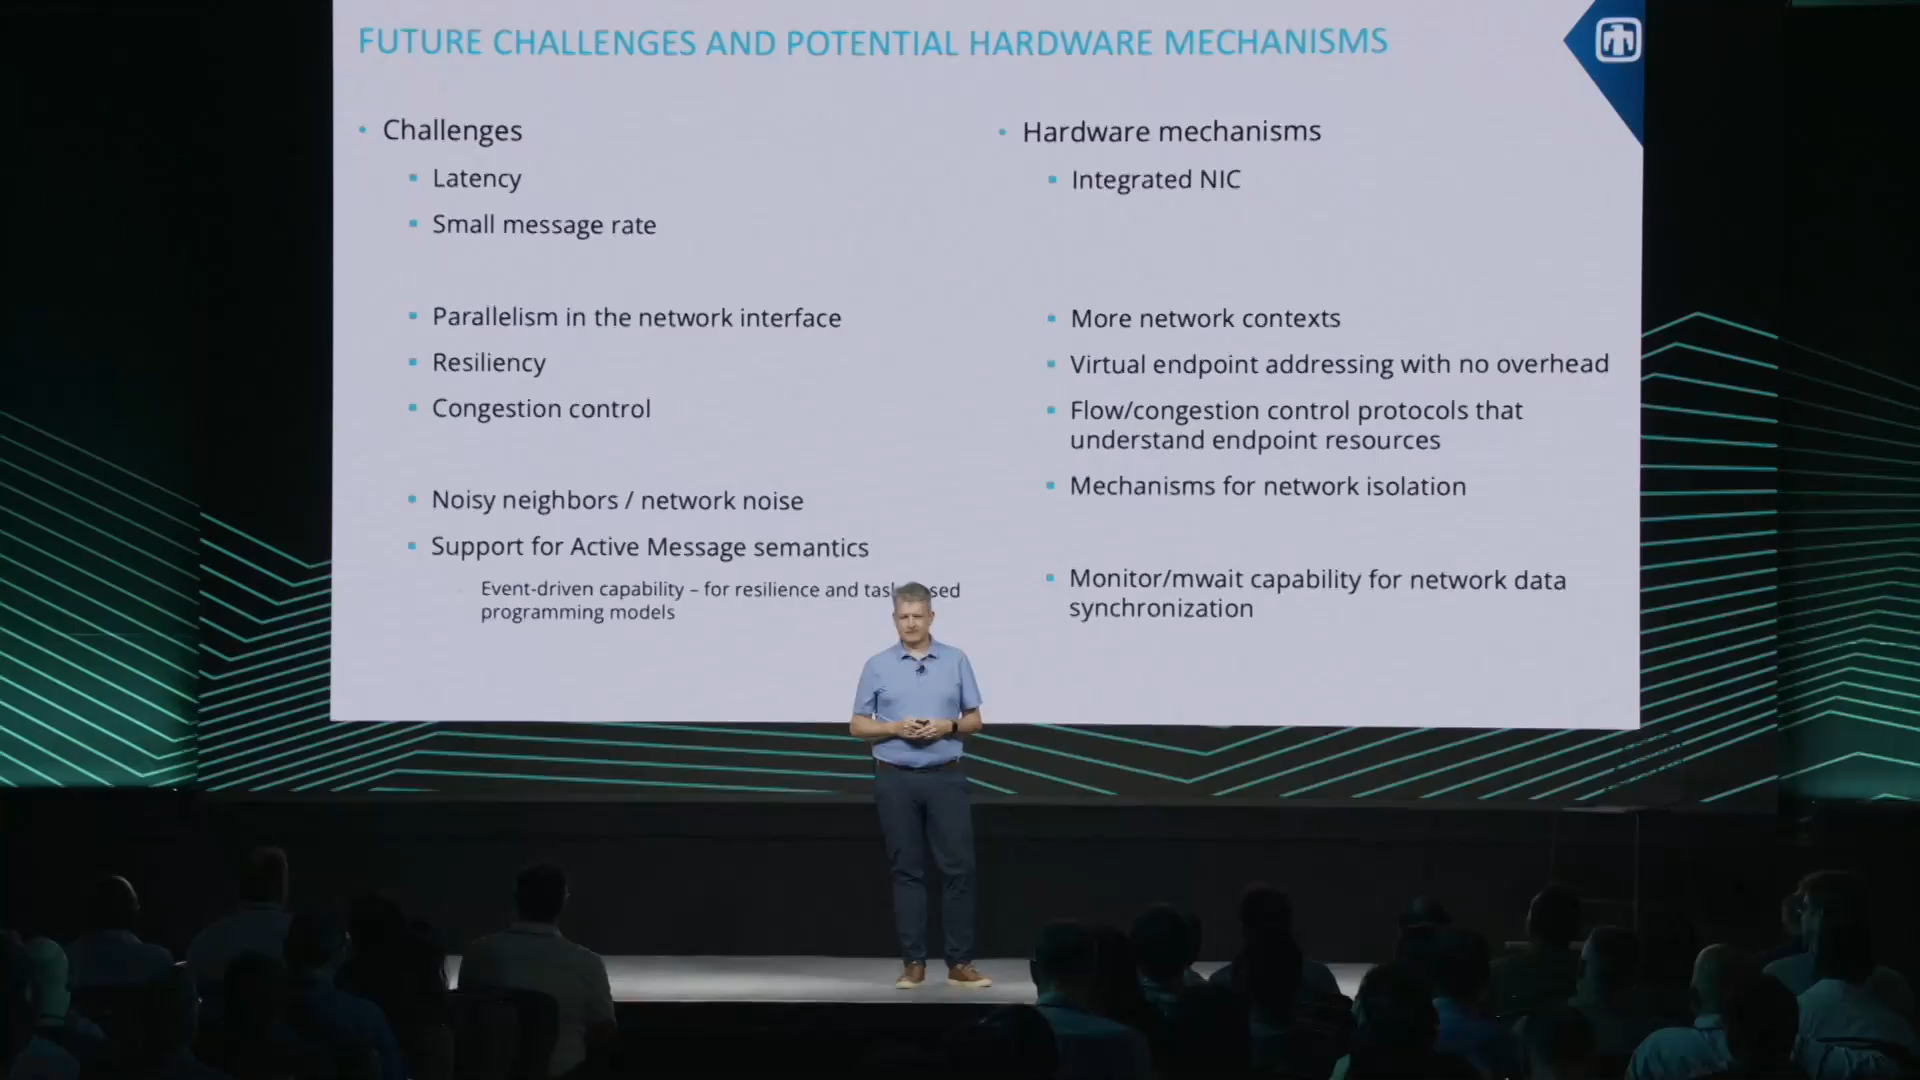 FUTURE CHALLENGES AND POTENTIAL HARDWARE MECHANISMS
• Challenges
▪ Latency
▪ Small message rate
▪ Parallelism in the network interface
▪ Resiliency
▪ Congestion control
▪ Noisy neighbors / network noise
▪ Support for Active Message semantics
Event-driven capability – for resilience and
programming models
• Hardware mechanisms
▪ Integrated NIC
▪ More network contexts
▪ Virtual endpoint addressing with no overhead
▪ Flow/congestion control protocols that
understand endpoint resources
▪ Mechanisms for network isolation
▪ Monitor/mwait capability for network data
synchronization